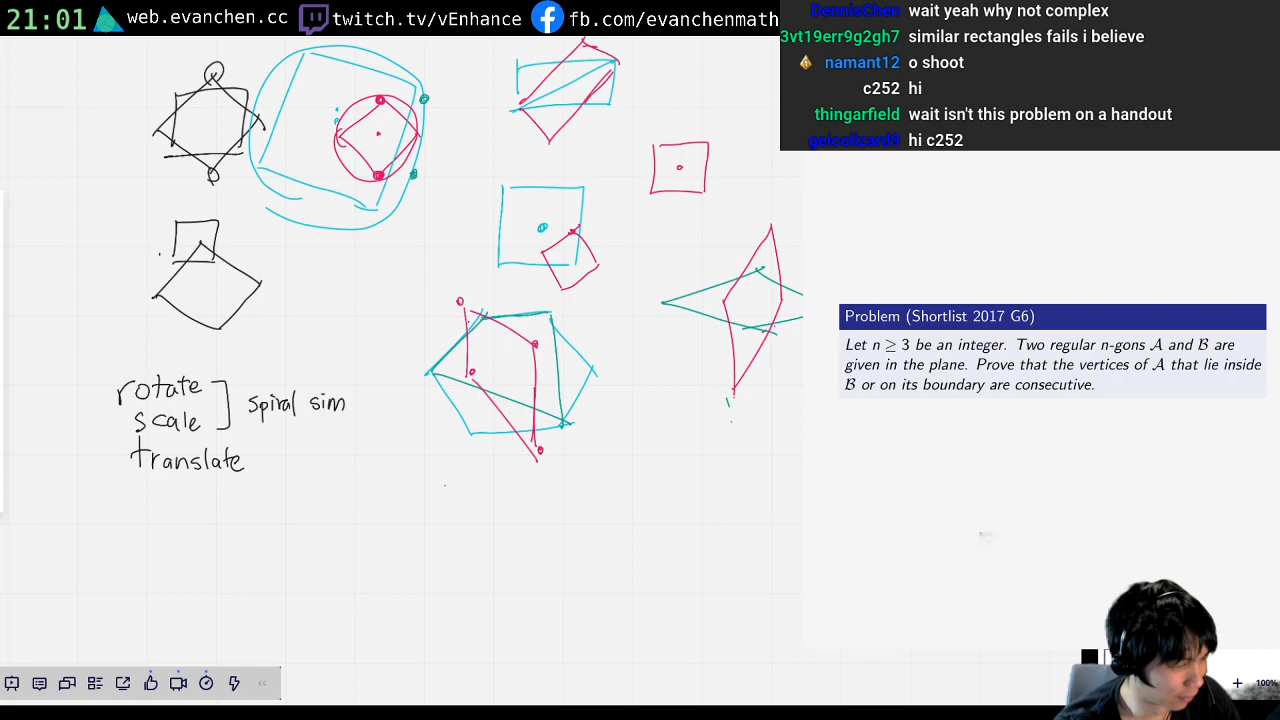 21:01 web.evanchen.cc twitch.tv/vEnhance fb.com/evanchenmath
DennisChen wait yeah why not complex
3vt19err9g2gh7 similar rectangles fails i believe
namant12 o shoot
c252 hi
thingarfield wait isn't this problem on a handout
geicolizard9 hi c252
Problem (Shortlist 2017 G6)
Let n ≥ 3 be an integer. Two regular n-gons 𝒜 and ℬ are
given in the plane. Prove that the vertices of 𝒜 that lie inside
ℬ or on its boundary are consecutive.
rotate
scale
spiral sim
translate
100%